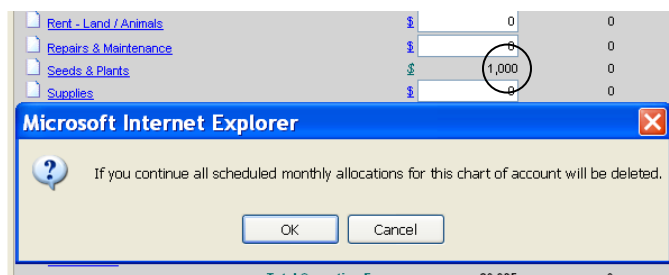 Rent - Land / Animals $ 0 0
Repairs & Maintenance $ 0 0
Seeds & Plants $ 1,000 0
Supplies $ 0 0
Microsoft Internet Explorer
If you continue all scheduled monthly allocations for this chart of account will be deleted.
OK Cancel